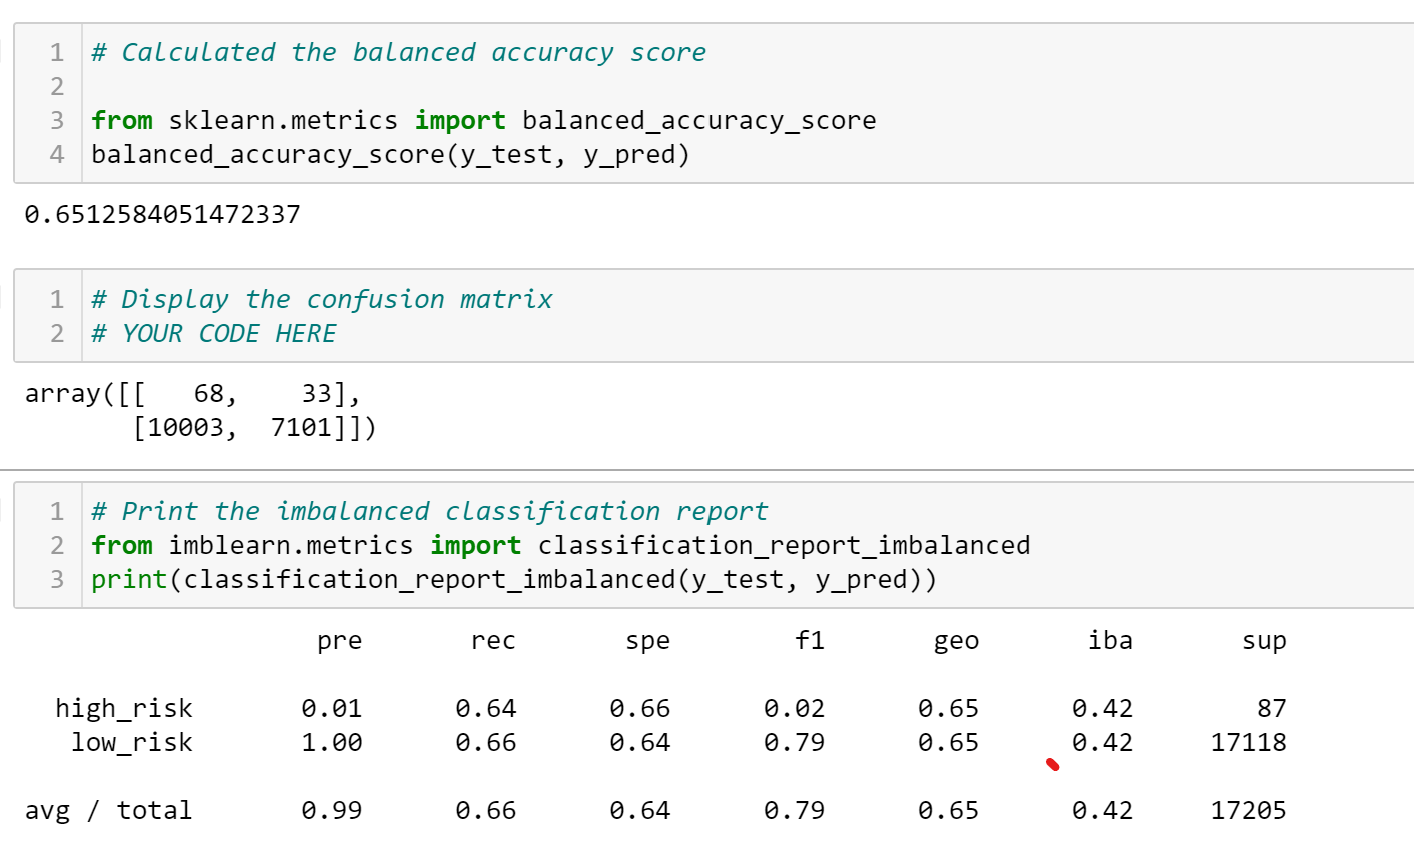 1 # Calculated the balanced accuracy score
2
3 from sklearn.metrics import balanced_accuracy_score
4 balanced_accuracy_score(y_test, y_pred)
0.6512584051472337
1 # Display the confusion matrix
2 # YOUR CODE HERE
array([[   68,    33],
       [10003,  7101]])
1 # Print the imbalanced classification report
2 from imblearn.metrics import classification_report_imbalanced
3 print(classification_report_imbalanced(y_test, y_pred))
pre rec spe f1 geo iba sup
high_risk 0.01 0.64 0.66 0.02 0.65 0.42 87
low_risk 1.00 0.66 0.64 0.79 0.65 0.42 17118
avg / total 0.99 0.66 0.64 0.79 0.65 0.42 17205